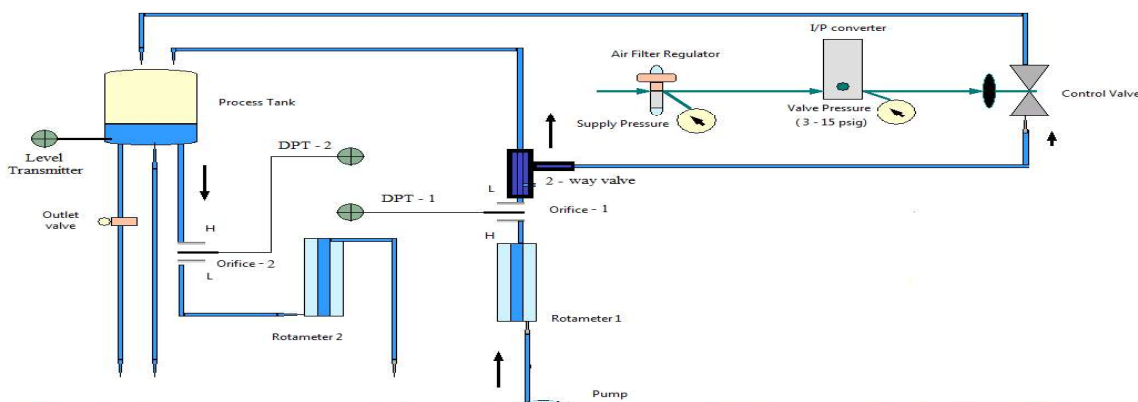 I/P converter
Air Filter Regulator
Process Tank
Control Valve
Supply Pressure
Valve Pressure
( 3 - 15 psig)
Level
Transmitter
DPT - 2
L
2 - way valve
DPT - 1
Orifice - 1
Outlet
valve
H
H
Orifice - 2
L
Rotameter 2
Rotameter 1
Pump